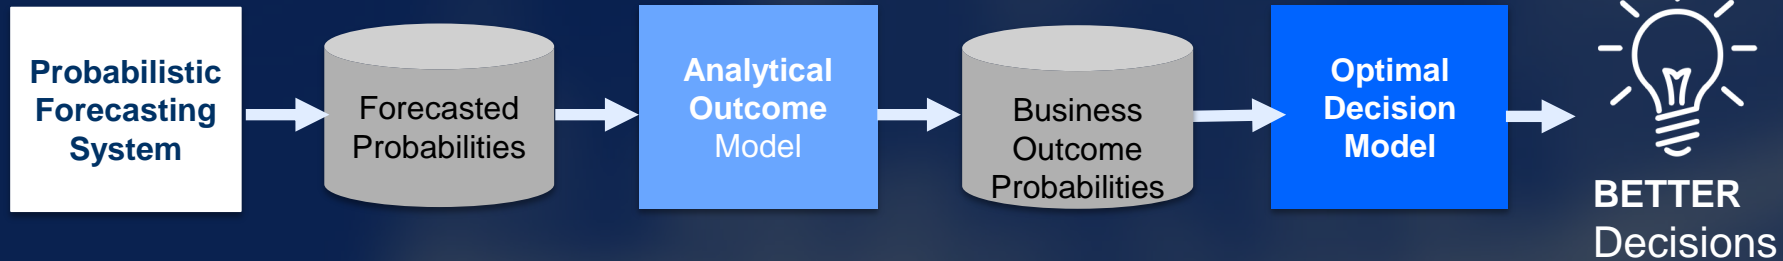 Probabilistic
Forecasting
System
Forecasted
Probabilities
Analytical
Outcome
Model
Business
Outcome
Probabilities
Optimal
Decision
Model
BETTER
Decisions